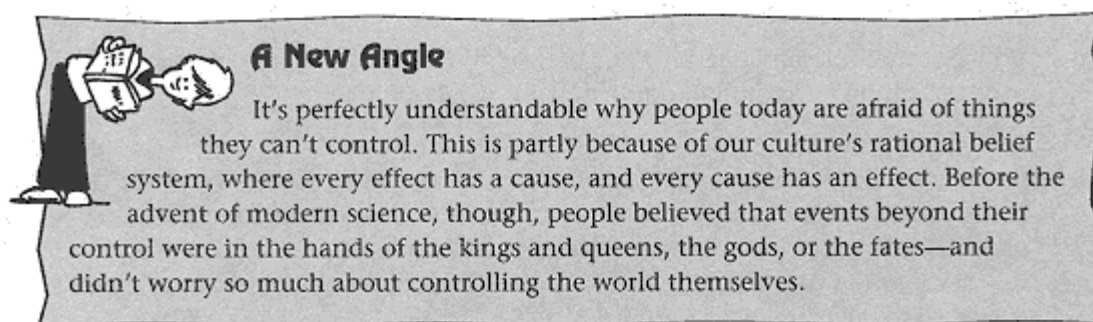 A New Angle
It's perfectly understandable why people today are afraid of things
they can't control. This is partly because of our culture's rational belief
system, where every effect has a cause, and every cause has an effect. Before the
advent of modern science, though, people believed that events beyond their
control were in the hands of the kings and queens, the gods, or the fates—and
didn't worry so much about controlling the world themselves.